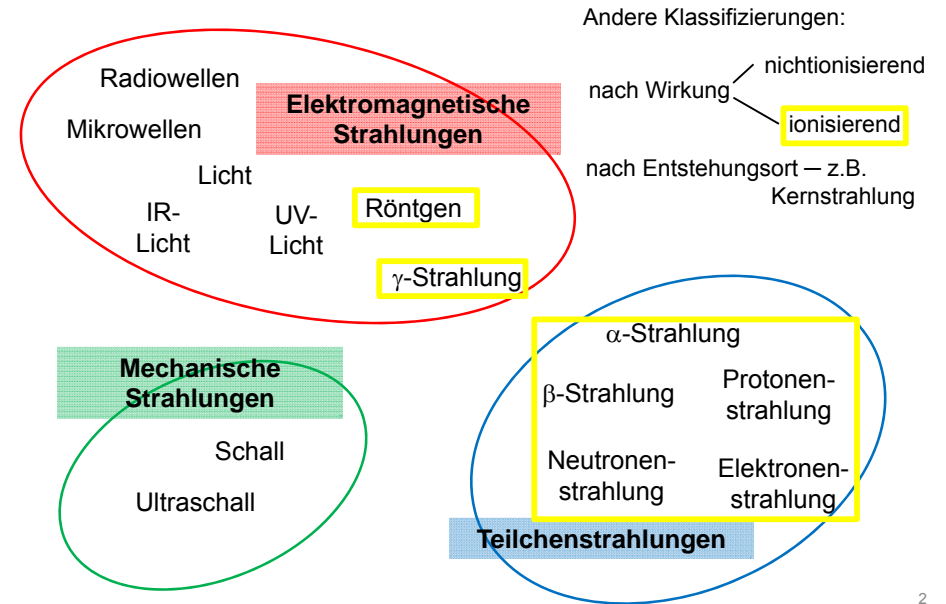 Andere Klassifizierungen:
nach Wirkung
nichtionisierend
ionisierend
nach Entstehungsort – z.B.
Kernstrahlung
Elektromagnetische
Strahlungen
Radiowellen
Mikrowellen
Licht
IR-
Licht
UV-
Licht
Röntgen
γ-Strahlung
Mechanische
Strahlungen
Schall
Ultraschall
α-Strahlung
β-Strahlung
Protonen-
strahlung
Neutronen-
strahlung
Elektronen-
strahlung
Teilchenstrahlungen
2